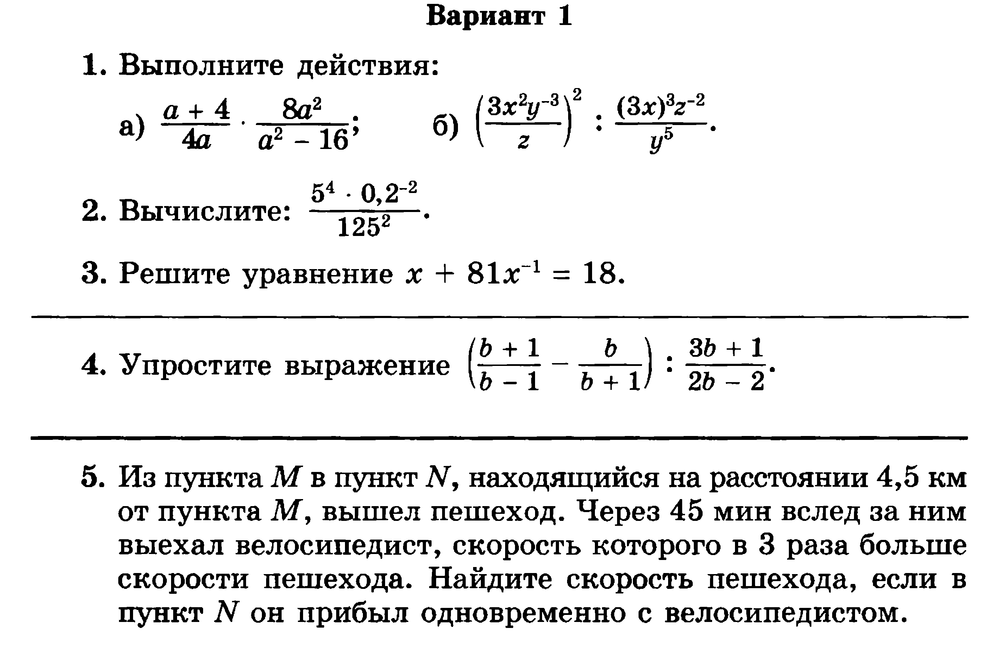 Вариант 1
1. Выполните действия:
а) \frac{a + 4}{4a} · \frac{8a^2}{a^2 - 16}; б) \left(\frac{3x^2y^{-3}}{z}\right)^2 : \frac{(3x)^3z^{-2}}{y^5}.
2. Вычислите: \frac{5^4 · 0,2^{-2}}{125^2}.
3. Решите уравнение x + 81x^{-1} = 18.
4. Упростите выражение \left(\frac{b + 1}{b - 1} - \frac{b}{b + 1}\right) : \frac{3b + 1}{2b - 2}.
5. Из пункта M в пункт N, находящийся на расстоянии 4,5 км
от пункта M, вышел пешеход. Через 45 мин вслед за ним
выехал велосипедист, скорость которого в 3 раза больше
скорости пешехода. Найдите скорость пешехода, если в
пункт N он прибыл одновременно с велосипедистом.